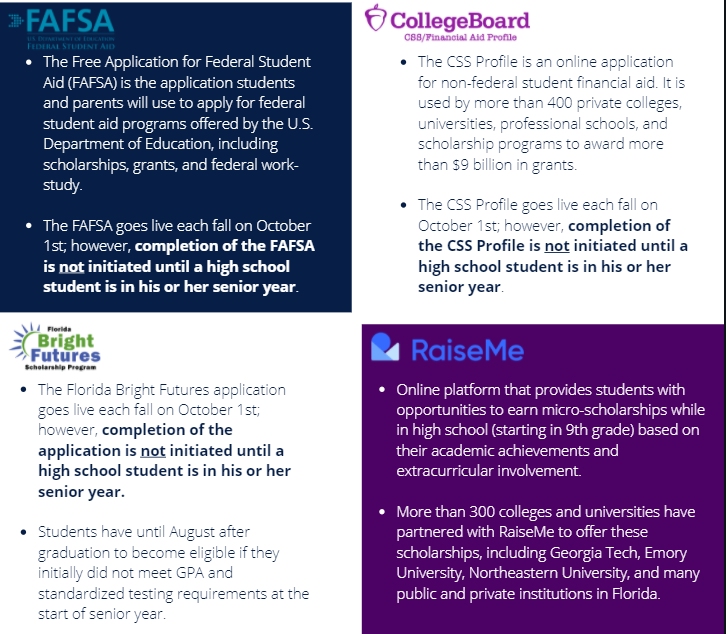 FAFSA
U.S. DEPARTMENT OF EDUCATION
FEDERAL STUDENT AID
• The Free Application for Federal Student
Aid (FAFSA) is the application students
and parents will use to apply for federal
student aid programs offered by the U.S.
Department of Education, including
scholarships, grants, and federal work-
study.
• The FAFSA goes live each fall on October
1st; however, completion of the FAFSA
is not initiated until a high school
student is in his or her senior year.
CollegeBoard
CSS/Financial Aid Profile
• The CSS Profile is an online application
for non-federal student financial aid. It is
used by more than 400 private colleges,
universities, professional schools, and
scholarship programs to award more
than $9 billion in grants.
• The CSS Profile goes live each fall on
October 1st; however, completion of
the CSS Profile is not initiated until a
high school student is in his or her
senior year.
Florida
Bright
Futures
Scholarship Program
• The Florida Bright Futures application
goes live each fall on October 1st;
however, completion of the
application is not initiated until a
high school student is in his or her
senior year.
• Students have until August after
graduation to become eligible if they
initially did not meet GPA and
standardized testing requirements at the
start of senior year.
RaiseMe
• Online platform that provides students with
opportunities to earn micro-scholarships while
in high school (starting in 9th grade) based on
their academic achievements and
extracurricular involvement.
• More than 300 colleges and universities have
partnered with RaiseMe to offer these
scholarships, including Georgia Tech, Emory
University, Northeastern University, and many
public and private institutions in Florida.